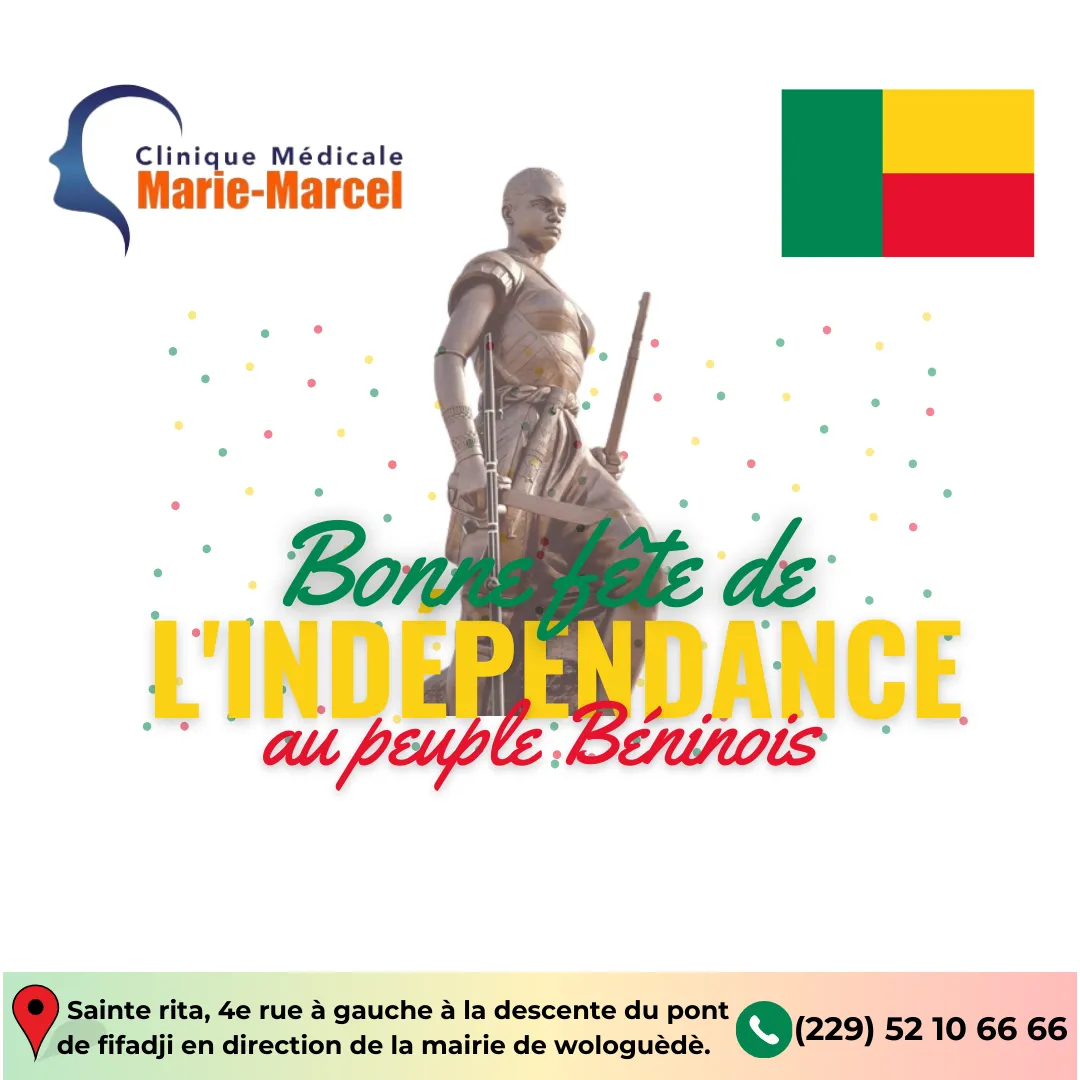 Clinique Médicale
Marie-Marcel
Bonne fête de
L'INDEPENDANCE
au peuple Béninois
Sainte rita, 4e rue à gauche à la descente du pont
de fifadji en direction de la mairie de wologuèdè.
(229) 52 10 66 66